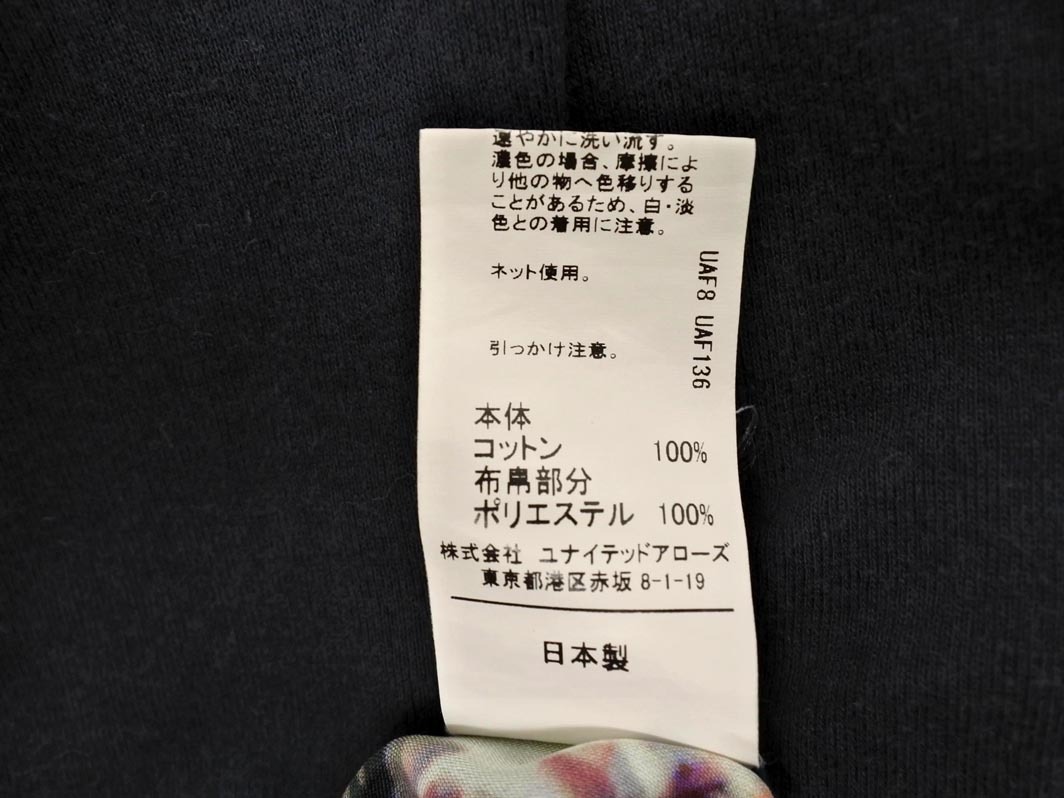 速やかに洗い流す。
濃色の場合、摩擦によ
り他の物へ色移りする
ことがあるため、白・淡
色との着用に注意。
ネット使用。
引っかけ注意。
UAF8 UAF136
本体
コットン 100%
布帛部分
ポリエステル 100%
株式会社 ユナイテッドアローズ
東京都港区赤坂 8-1-19
日本製